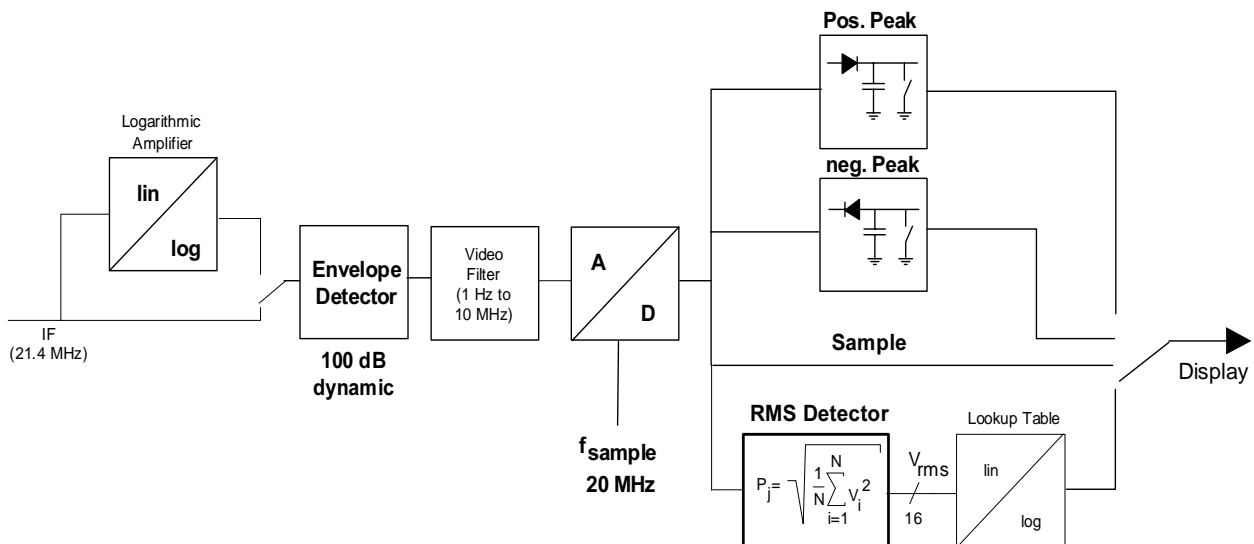 Pos. Peak
Logarithmic
Amplifier
lin
log
neg. Peak
IF
(21.4 MHz)
Envelope
Detector
100 dB
dynamic
Video
Filter
(1 Hz to
10 MHz)
A
D
f sample
20 MHz
Sample
Display
RMS Detector
P j = √ 1/N N ∑ i=1 V i 2
V rms
16
Lookup Table
lin
log